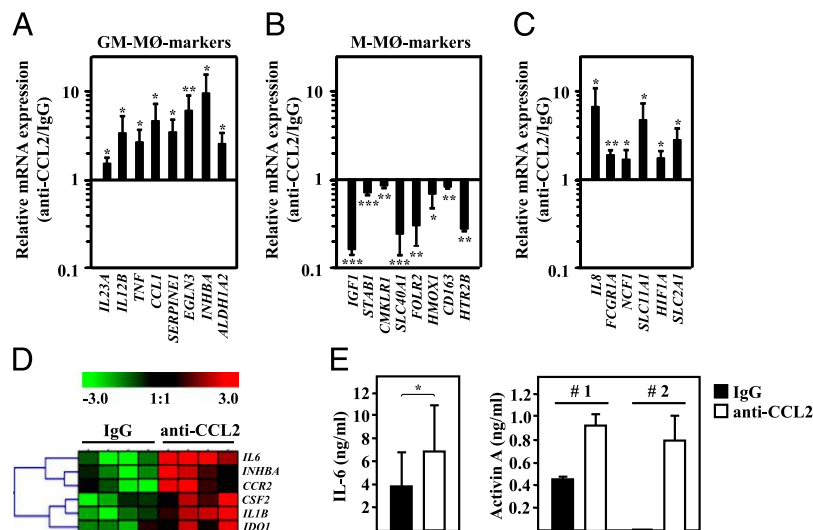 A
GM-MØ-markers
Relative mRNA expression
(anti-CCL2/IgG)
10
1
0.1
*
*
*
*
*
**
*
*
IL23A
IL12B
TNF
CCL1
SERPINE1
EGLN3
INHBA
ALDH1A2
B
M-MØ-markers
Relative mRNA expression
(anti-CCL2/IgG)
10
1
0.1
***
***
**
***
**
*
**
**
IGF1
STAB1
CMKLR1
SLC40A1
FOLR2
HMOX1
CD163
HTR2B
C
Relative mRNA expression
(anti-CCL2/IgG)
10
1
0.1
*
**
*
*
*
*
IL8
FCGR1A
NCF1
SLC11A1
HIF1A
SLC2A1
D
-3.0 1:1 3.0
IgG anti-CCL2
IL6
INHBA
CCR2
CSF2
IL1B
IDO1
E
IL-6 (ng/ml)
12
10
8
6
4
2
*
Activin A (ng/ml)
1.2
1.0
0.8
0.6
0.4
0.2
0
# 1 # 2
IgG
anti-CCL2